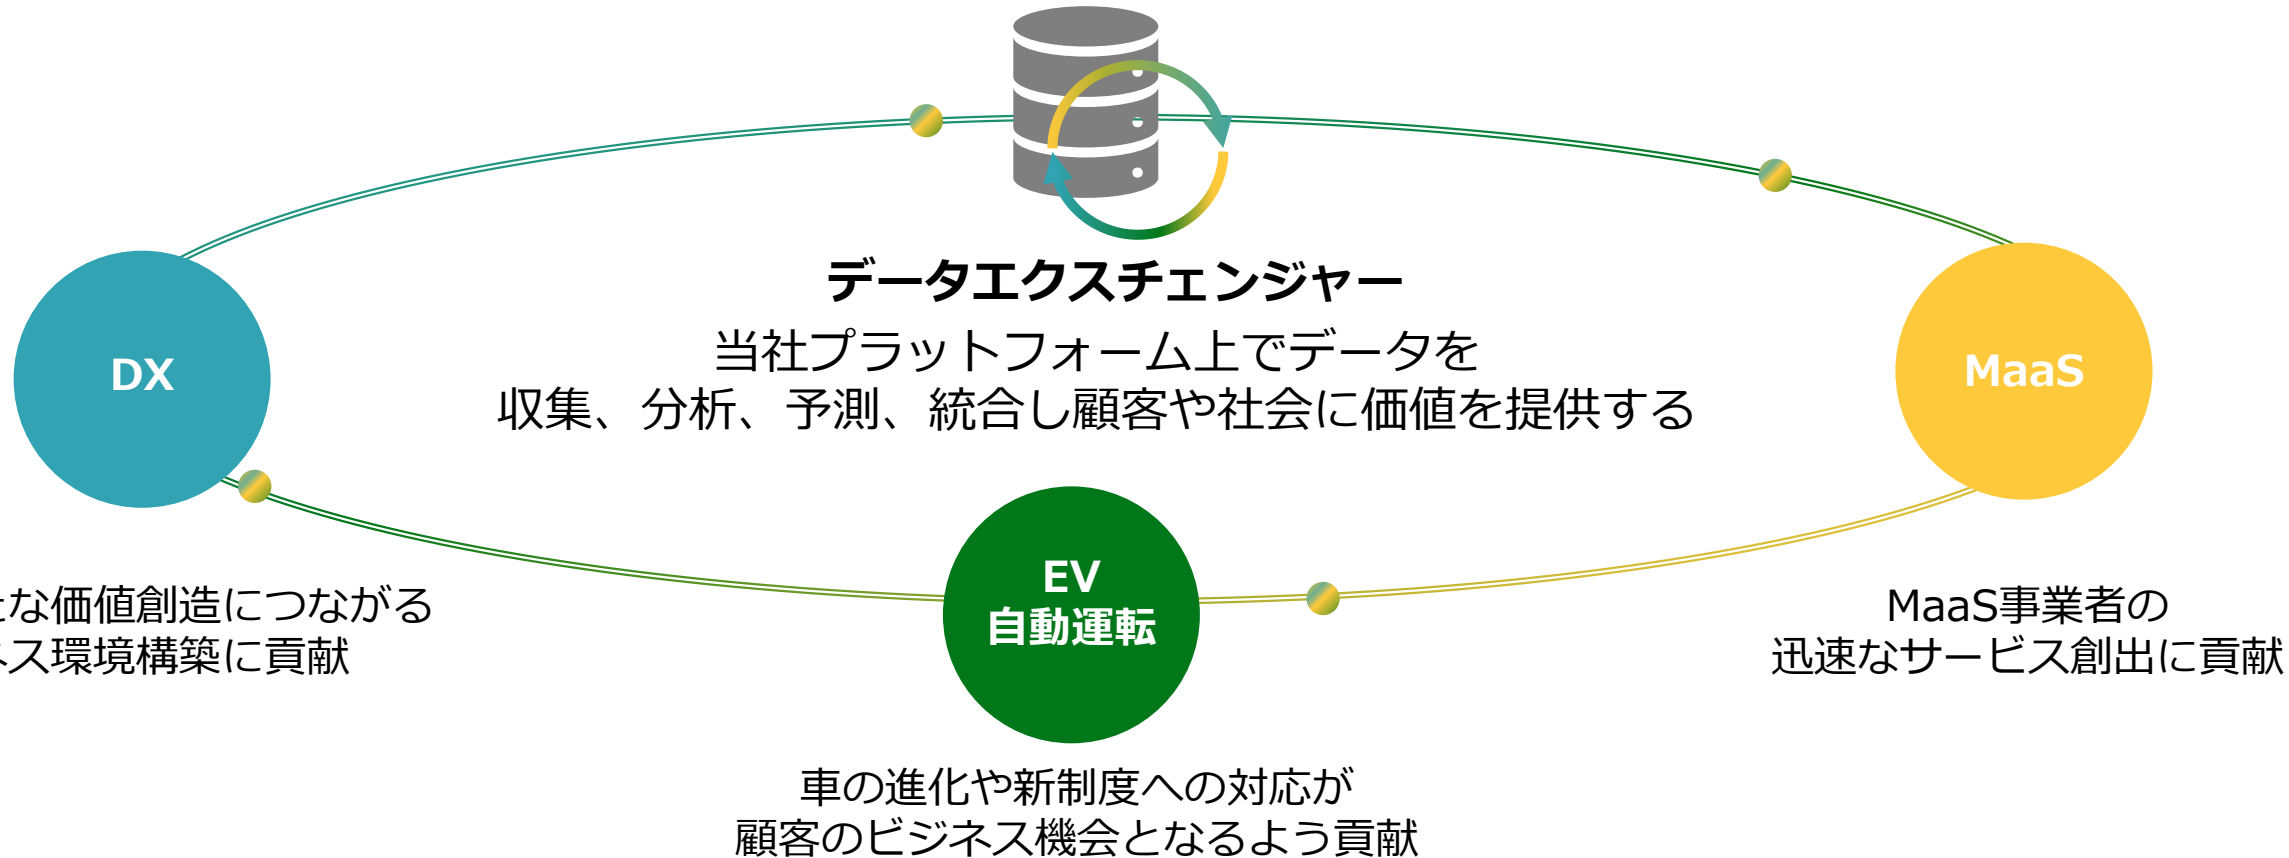 データエクスチェンジャー
当社プラットフォーム上でデータを
収集、分析、予測、統合し顧客や社会に価値を提供する
DX
MaaS
EV
自動運転
な価値創造につながる
ス環境構築に貢献
MaaS事業者の
迅速なサービス創出に貢献
車の進化や新制度への対応が
顧客のビジネス機会となるよう貢献